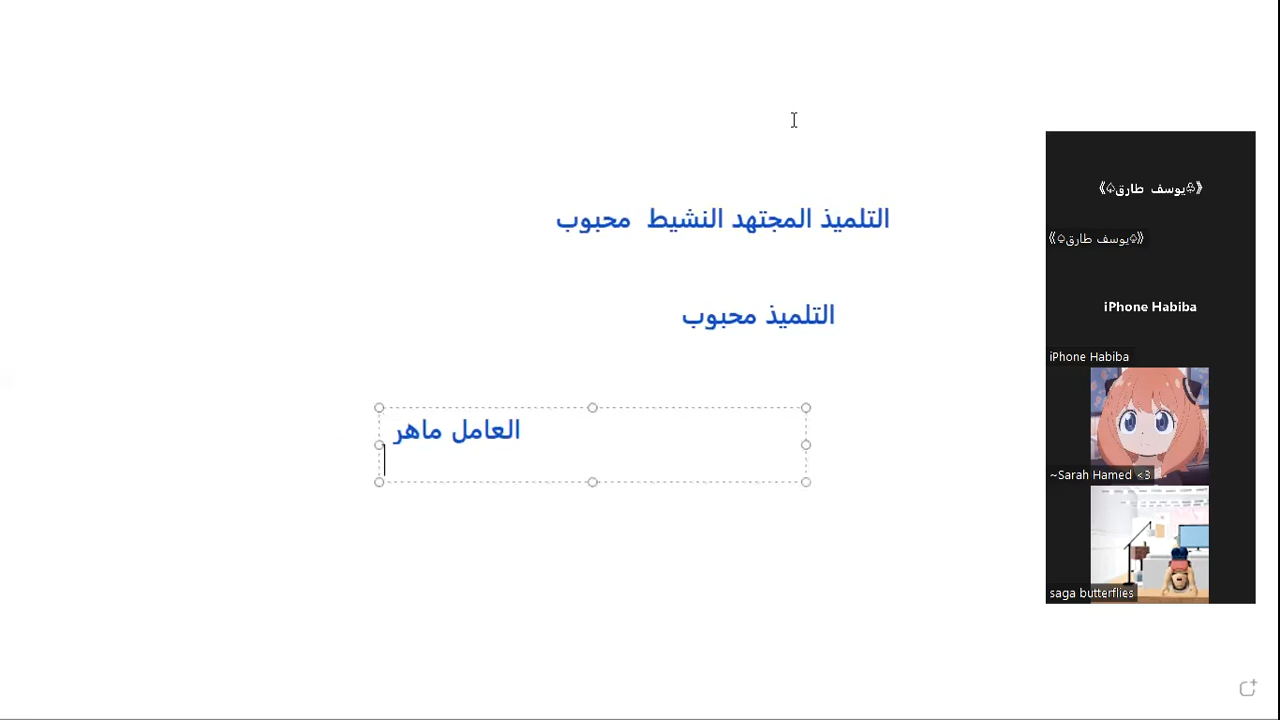 التلميذ المجتهد النشيط محبوب
التلميذ محبوب
العامل ماهر
《♤يوسف طارق♧》
《♤يوسف طارق♧》
iPhone Habiba
iPhone Habiba
~Sarah Hamed <3
saga butterflies